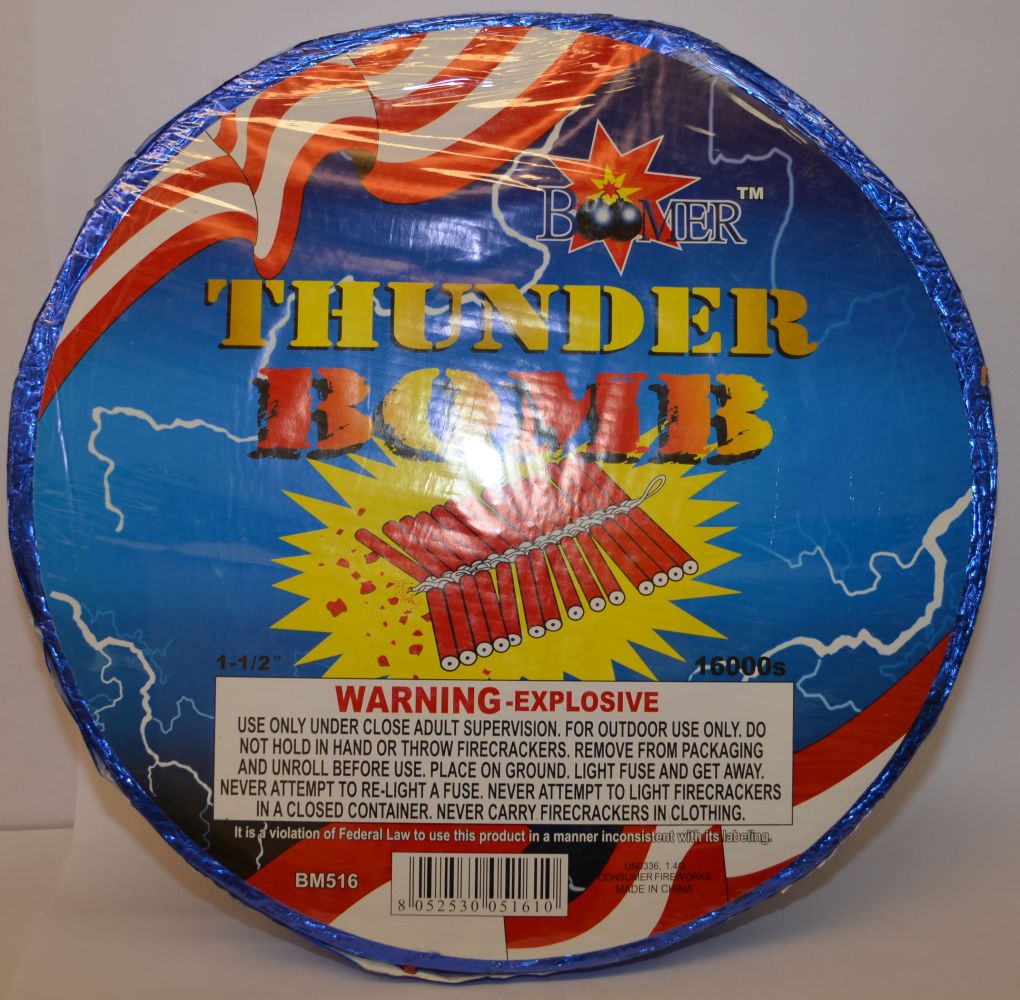 BOOMER™
THUNDER
BOMB
1-1/2"
16000s
WARNING-EXPLOSIVE
USE ONLY UNDER CLOSE ADULT SUPERVISION. FOR OUTDOOR USE ONLY. DO
NOT HOLD IN HAND OR THROW FIRECRACKERS. REMOVE FROM PACKAGING
AND UNROLL BEFORE USE. PLACE ON GROUND. LIGHT FUSE AND GET AWAY.
NEVER ATTEMPT TO RE-LIGHT A FUSE. NEVER ATTEMPT TO LIGHT FIRECRACKERS
IN A CLOSED CONTAINER. NEVER CARRY FIRECRACKERS IN CLOTHING.
It is a violation of Federal Law to use this product in a manner inconsistent with its labeling.
BM516
8 052530 051610
UN0336, 1.4G
CONSUMER FIREWORKS
MADE IN CHINA